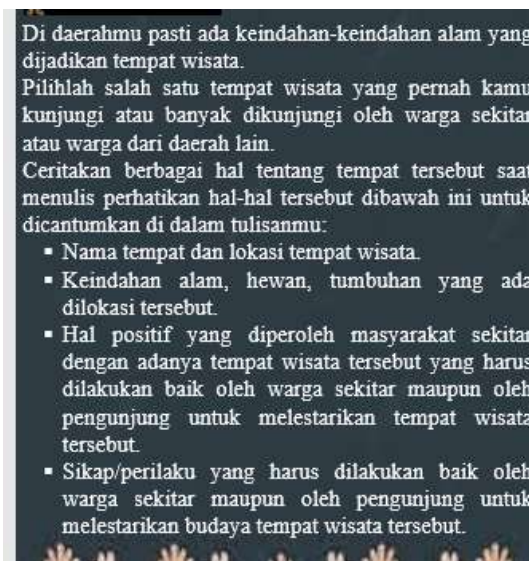 Di daerahmu pasti ada keindahan-keindahan alam yang
dijadikan tempat wisata.
Pilihlah salah satu tempat wisata yang pernah kamu
kunjungi atau banyak dikunjungi oleh warga sekitar
atau warga dari daerah lain.
Ceritakan berbagai hal tentang tempat tersebut saat
menulis perhatikan hal-hal tersebut dibawah ini untuk
dicantumkan di dalam tulisanmu:
▪ Nama tempat dan lokasi tempat wisata.
▪ Keindahan alam, hewan, tumbuhan yang ada
dilokasi tersebut.
▪ Hal positif yang diperoleh masyarakat sekitar
dengan adanya tempat wisata tersebut yang harus
dilakukan baik oleh warga sekitar maupun oleh
pengunjung untuk melestarikan tempat wisata
tersebut.
▪ Sikap/perilaku yang harus dilakukan baik oleh
warga sekitar maupun oleh pengunjung untuk
melestarikan budaya tempat wisata tersebut.